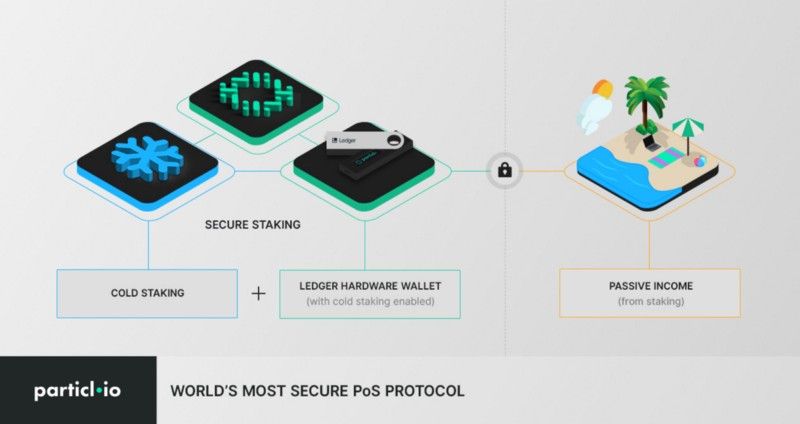 Ledger
particl
SECURE STAKING
COLD STAKING
+
LEDGER HARDWARE WALLET
(with cold staking enabled)
PASSIVE INCOME
(from staking)
particl.io
WORLD'S MOST SECURE PoS PROTOCOL